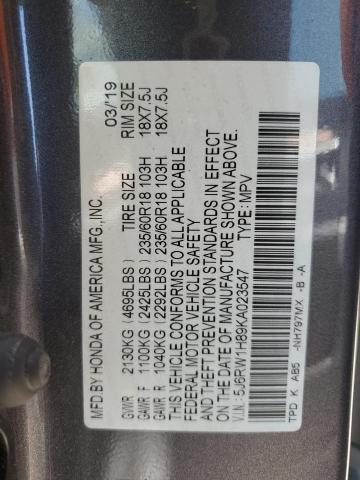 MFD.BY HONDA OF AMERICA MFG.,INC. 03/'19
TIRE SIZE RIM SIZE
GVWR 2130KG (4695LBS)
GAWR F 1100KG (2425LBS) 235/60R18 103H 18X7.5J
GAWR R 1040KG (2292LBS) 235/60R18 103H 18X7.5J
THIS VEHICLE CONFORMS TO ALL APPLICABLE
FEDERAL MOTOR VEHICLE SAFETY
AND THEFT PREVENTION STANDARDS IN EFFECT
ON THE DATE OF MANUFACTURE SHOWN ABOVE.
V.I.N.: 5J6RW1H89KA023547 TYPE: MPV
TPD K AB5 -NH797MX -B -A